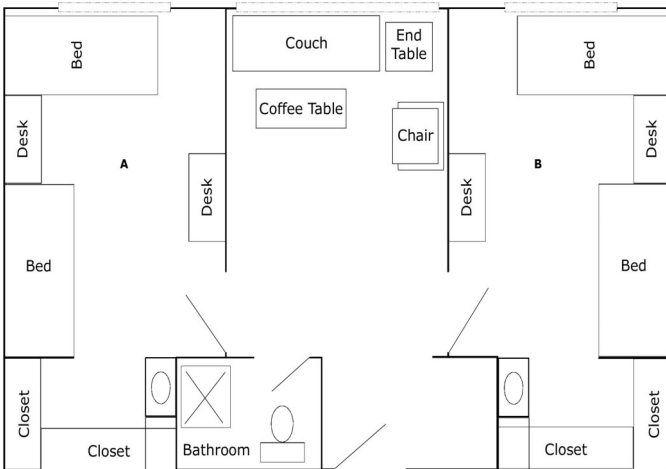 Bed
Couch
End
Table
Bed
Desk
Coffee Table
Chair
Desk
A
B
Desk
Desk
Bed
Bed
Closet
Closet
Bathroom
Closet
Closet